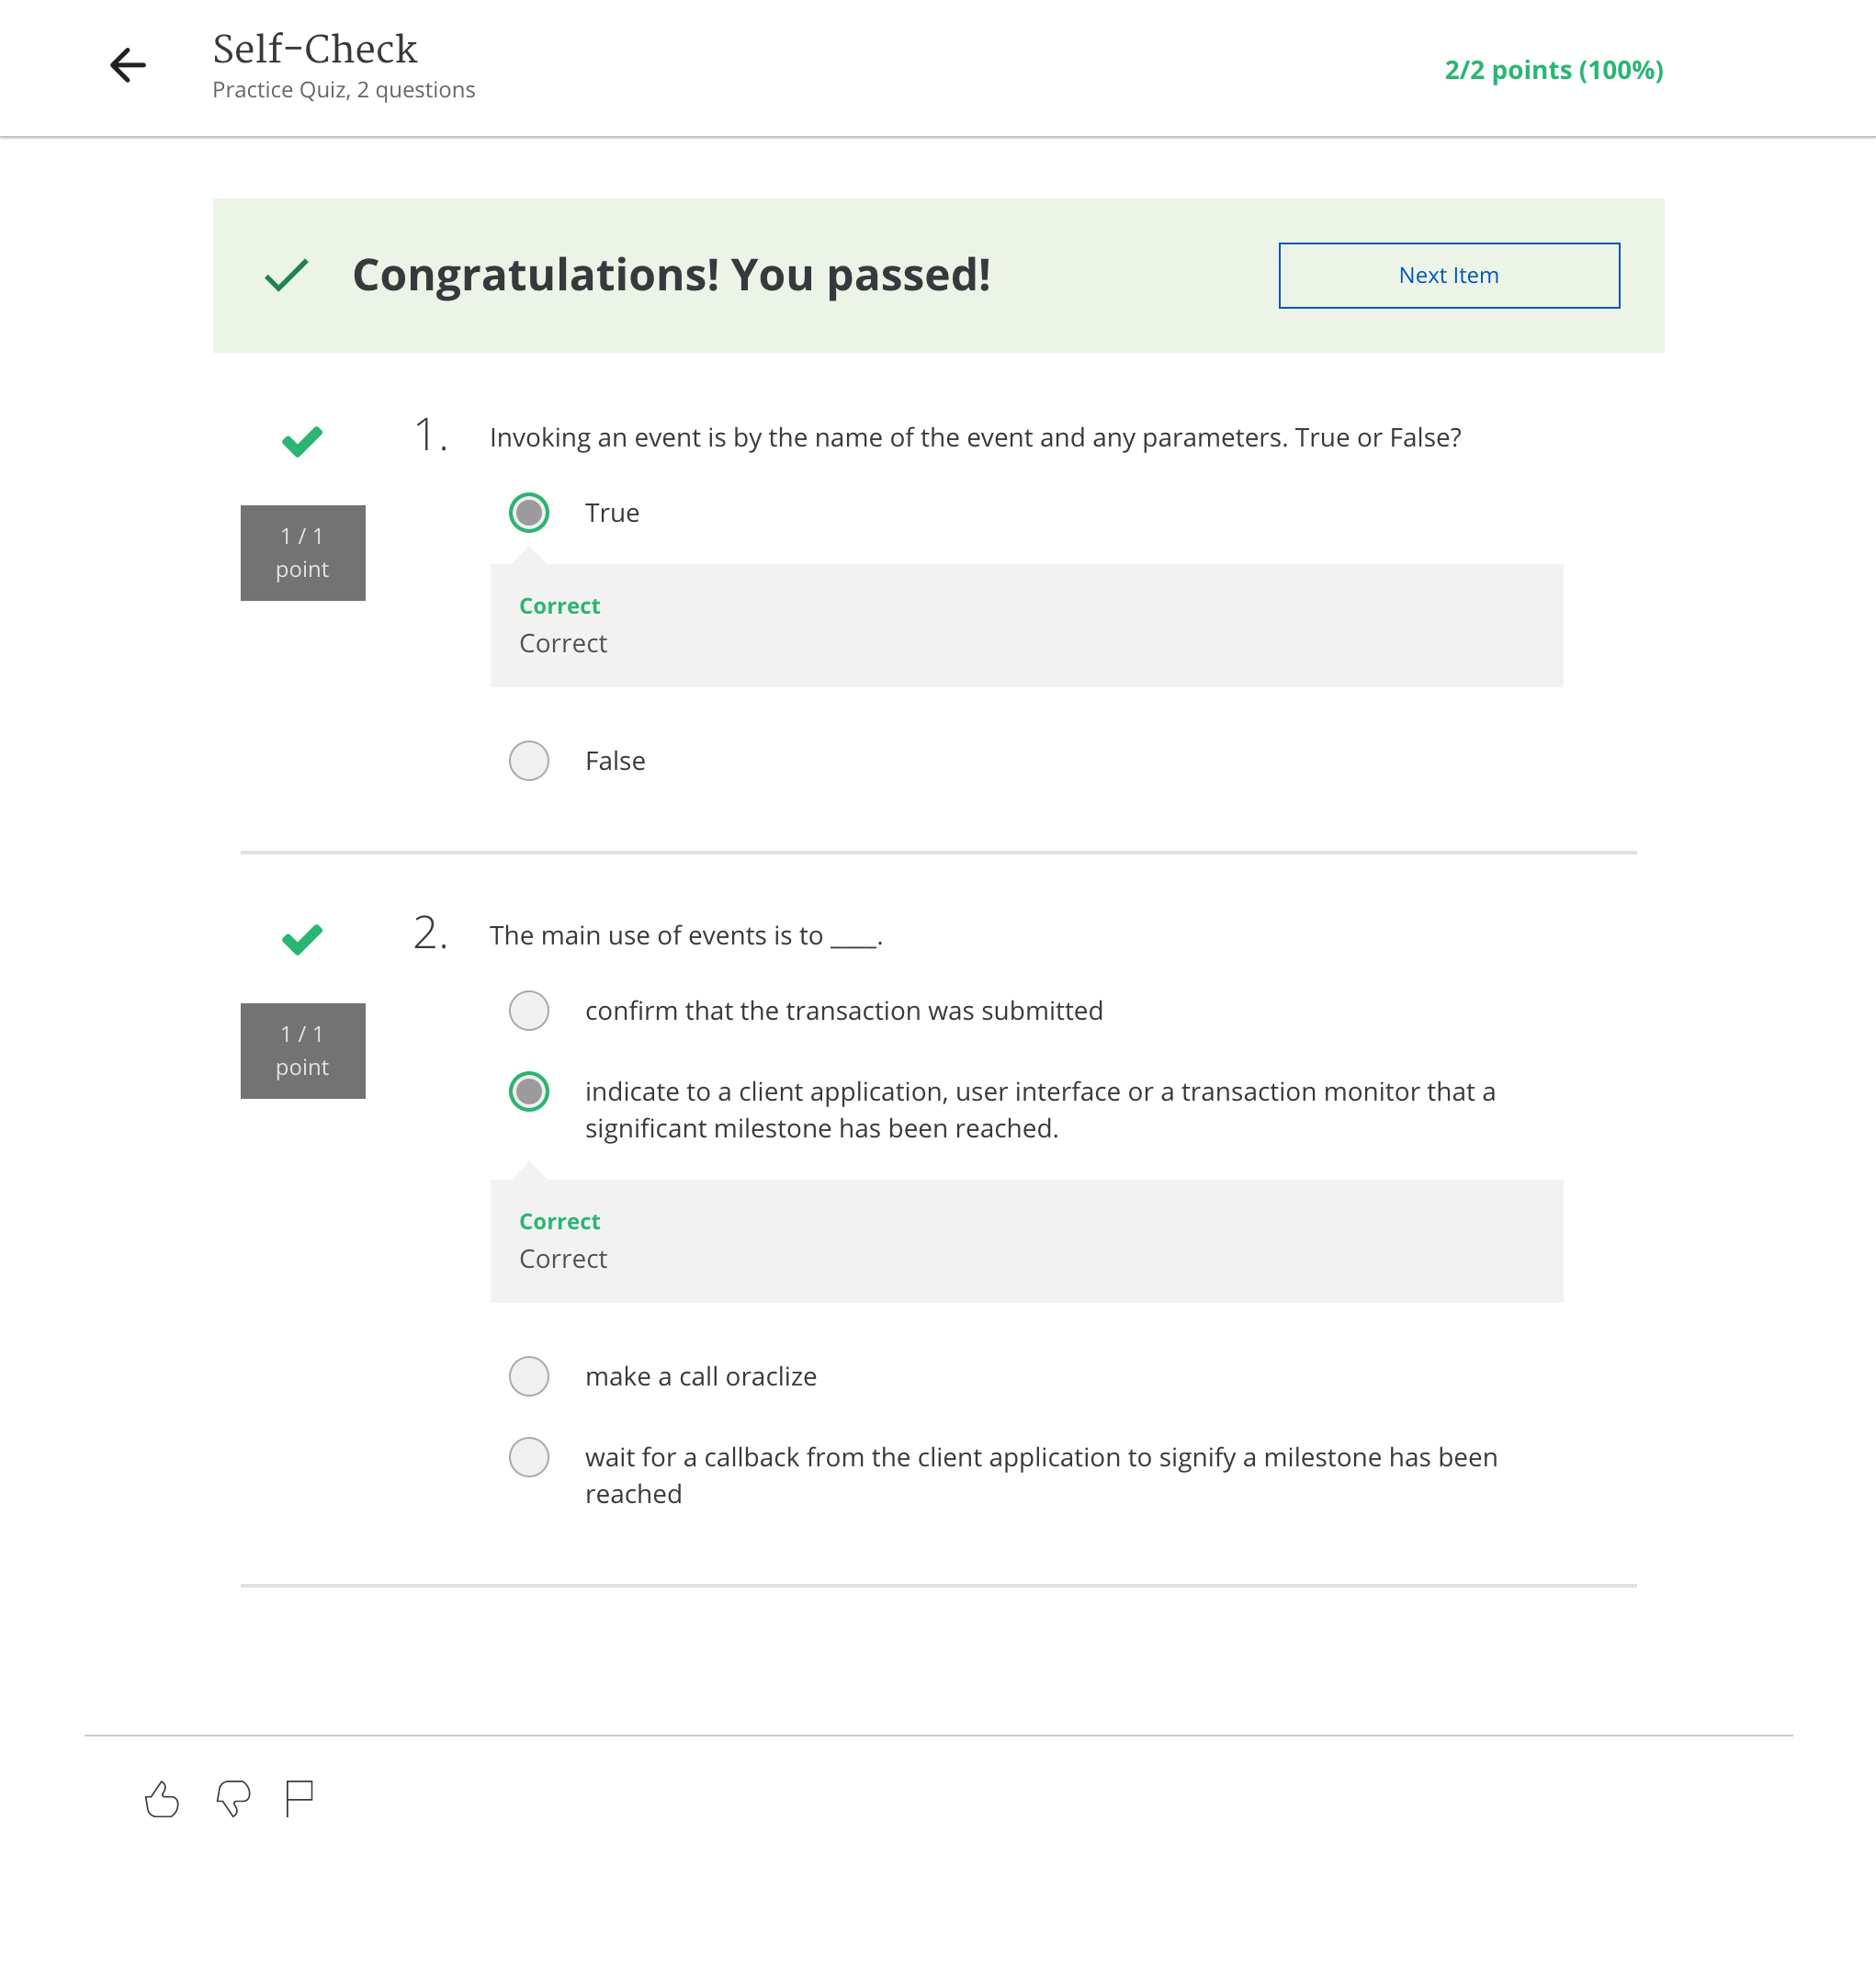 Self-Check
Practice Quiz, 2 questions
2/2 points (100%)
Congratulations! You passed!
Next Item
1.
Invoking an event is by the name of the event and any parameters. True or False?
1 / 1
point
True
Correct
Correct
False
2.
The main use of events is to ____.
1 / 1
point
confirm that the transaction was submitted
indicate to a client application, user interface or a transaction monitor that a
significant milestone has been reached.
Correct
Correct
make a call oraclize
wait for a callback from the client application to signify a milestone has been
reached